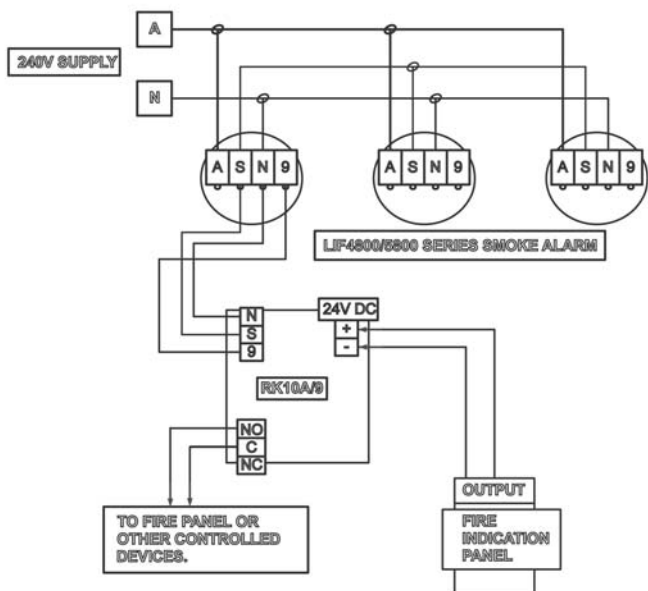 A
240V SUPPLY
N
A S N 9
A S N 9
A S N 9
LIF4800/5800 SERIES SMOKE ALARM
24V DC
N
+
S
-
9
RK10A/9
NO
C
NC
OUTPUT
TO FIRE PANEL OR
OTHER CONTROLLED
DEVICES.
FIRE
INDICATION
PANEL